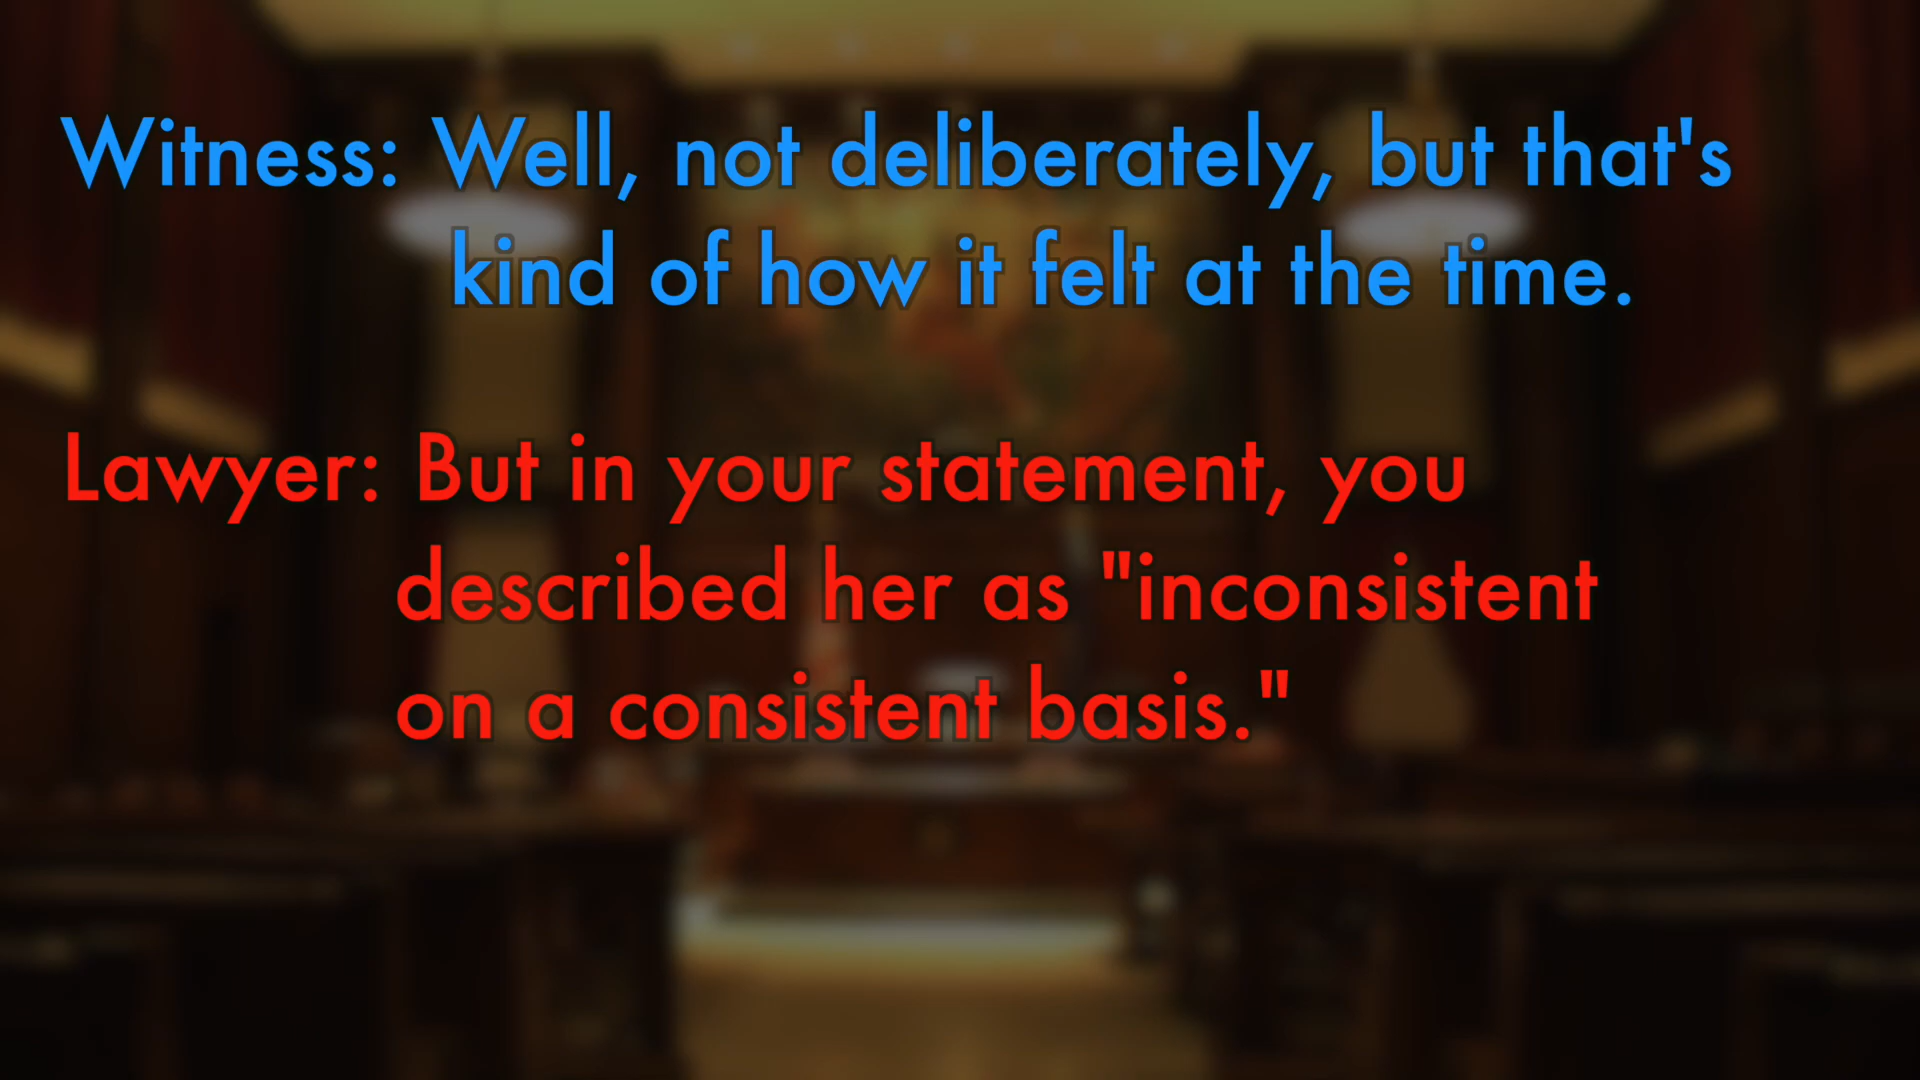 Witness: Well, not deliberately, but that's
kind of how it felt at the time.
Lawyer: But in your statement, you
described her as "inconsistent
on a consistent basis."